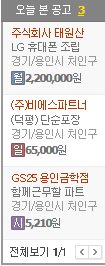 오늘 본 공고 3
주식회사 태원산
LG 휴대폰 조립
경기/용인시 처인구
월 2,200,000원
(주)비에스파트너
(덕평) 단순포장
경기/용인시 처인구
일 65,000원
GS25 용인금학점
함께근무할 파트
경기/용인시 처인구
시 5,210원
전체보기 1/1 < >